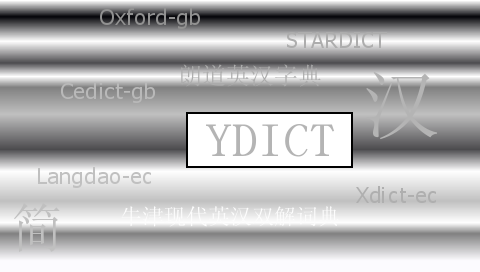 Oxford-gb
STARDICT
朗道英汉字典
Cedict-gb
汉
YDICT
Langdao-ec
Xdict-ec
简
牛津现代英汉双解词典